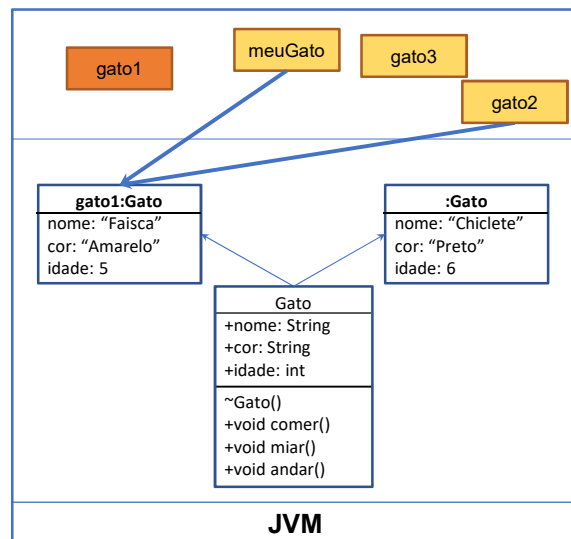 gato1
meuGato
gato3
gato2
gato1:Gato
nome: “Faisca”
cor: “Amarelo”
idade: 5
:Gato
nome: “Chiclete”
cor: “Preto”
idade: 6
Gato
+nome: String
+cor: String
+idade: int
~Gato()
+void comer()
+void miar()
+void andar()
JVM